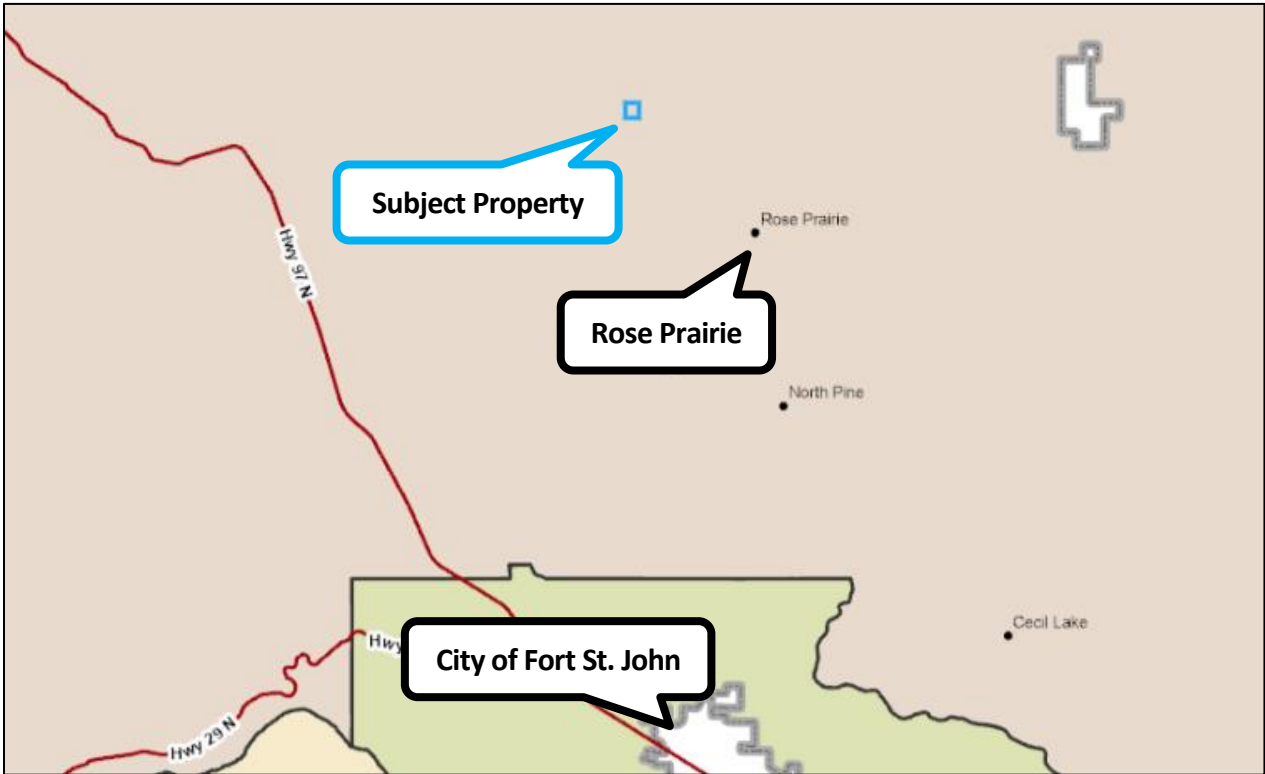 Subject Property
Rose Prairie
Hwy 97 N
Rose Prairie
North Pine
Cecil Lake
Hwy
City of Fort St. John
Hwy 29 N